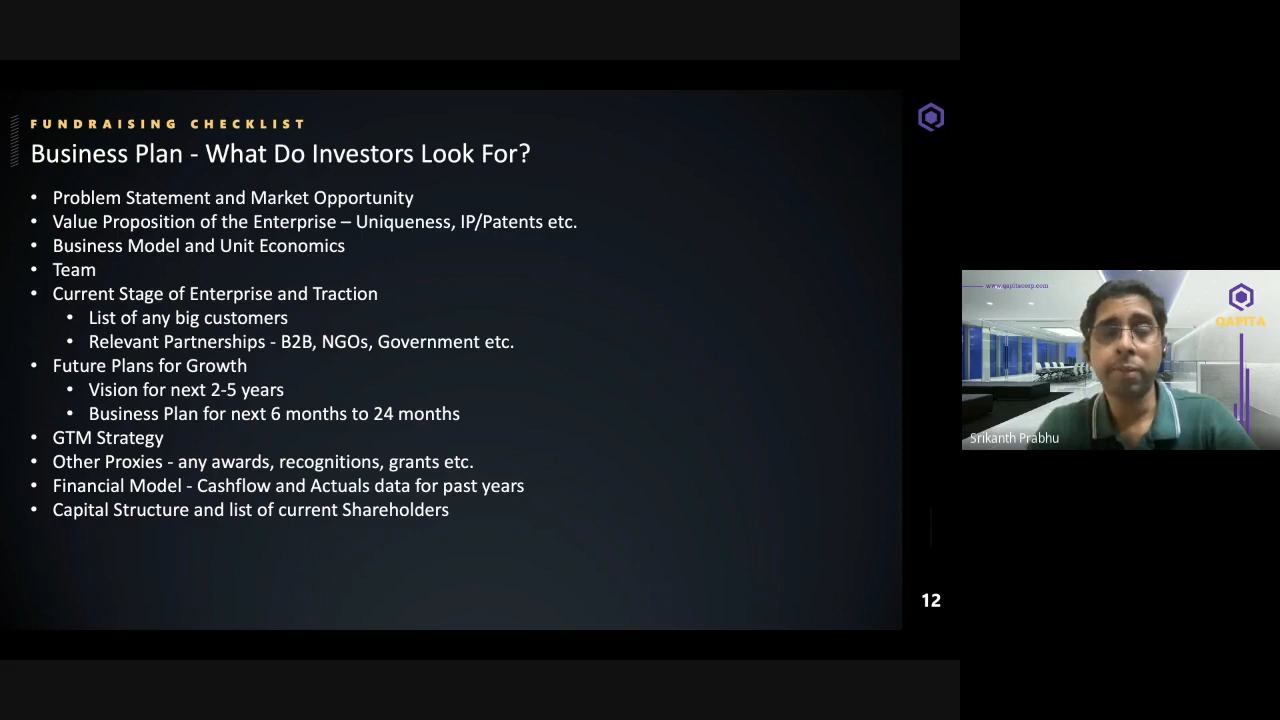 FUNDRAISING CHECKLIST
Business Plan - What Do Investors Look For?
• Problem Statement and Market Opportunity
• Value Proposition of the Enterprise – Uniqueness, IP/Patents etc.
• Business Model and Unit Economics
• Team
• Current Stage of Enterprise and Traction
• List of any big customers
• Relevant Partnerships - B2B, NGOs, Government etc.
• Future Plans for Growth
• Vision for next 2-5 years
• Business Plan for next 6 months to 24 months
• GTM Strategy
• Other Proxies - any awards, recognitions, grants etc.
• Financial Model - Cashflow and Actuals data for past years
• Capital Structure and list of current Shareholders
12
www.qapitacorp.com
QAPITA
Srikanth Prabhu